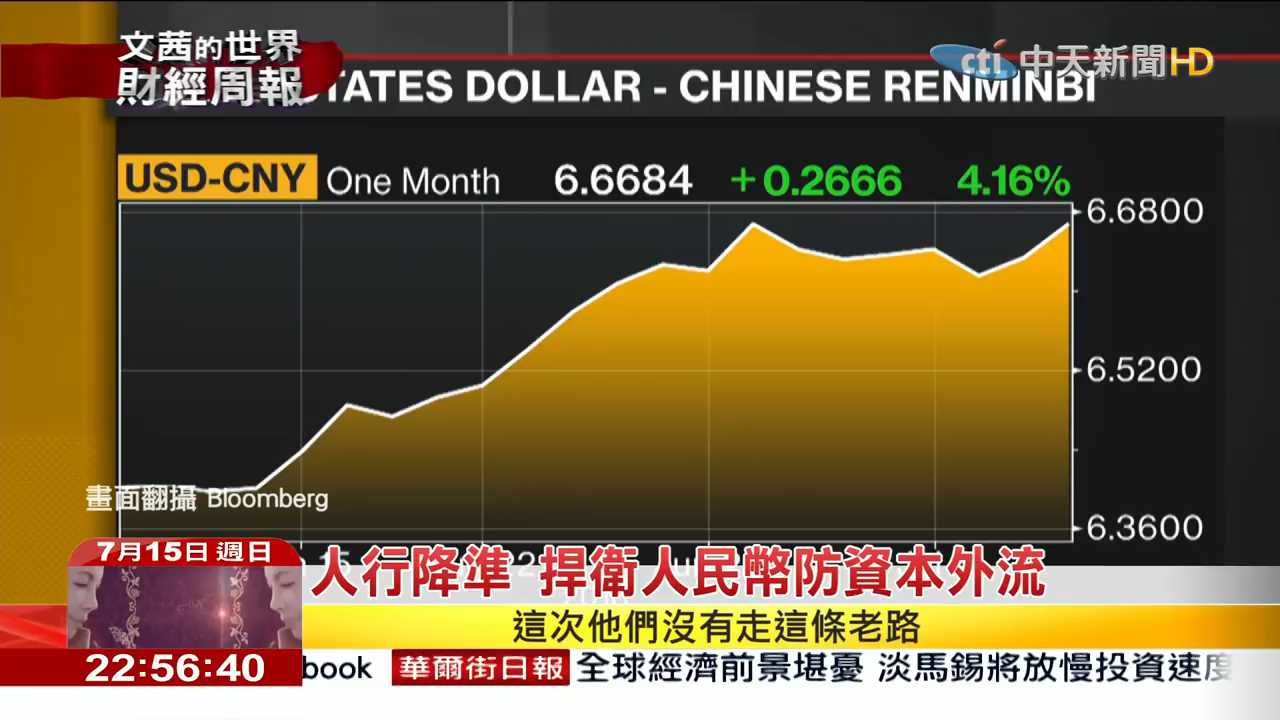 文茜的世界
財經周報
TATES DOLLAR - CHINESE RENMINBI
cti 中天新聞HD
USD-CNY One Month 6.6684 +0.2666 4.16%
6.6800
6.5200
6.3600
畫面翻攝 Bloomberg
7月15日 週日
人行降準 捍衛人民幣防資本外流
這次他們沒有走這條老路
22:56:40
book 華爾街日報 全球經濟前景堪憂 淡馬錫將放慢投資速度